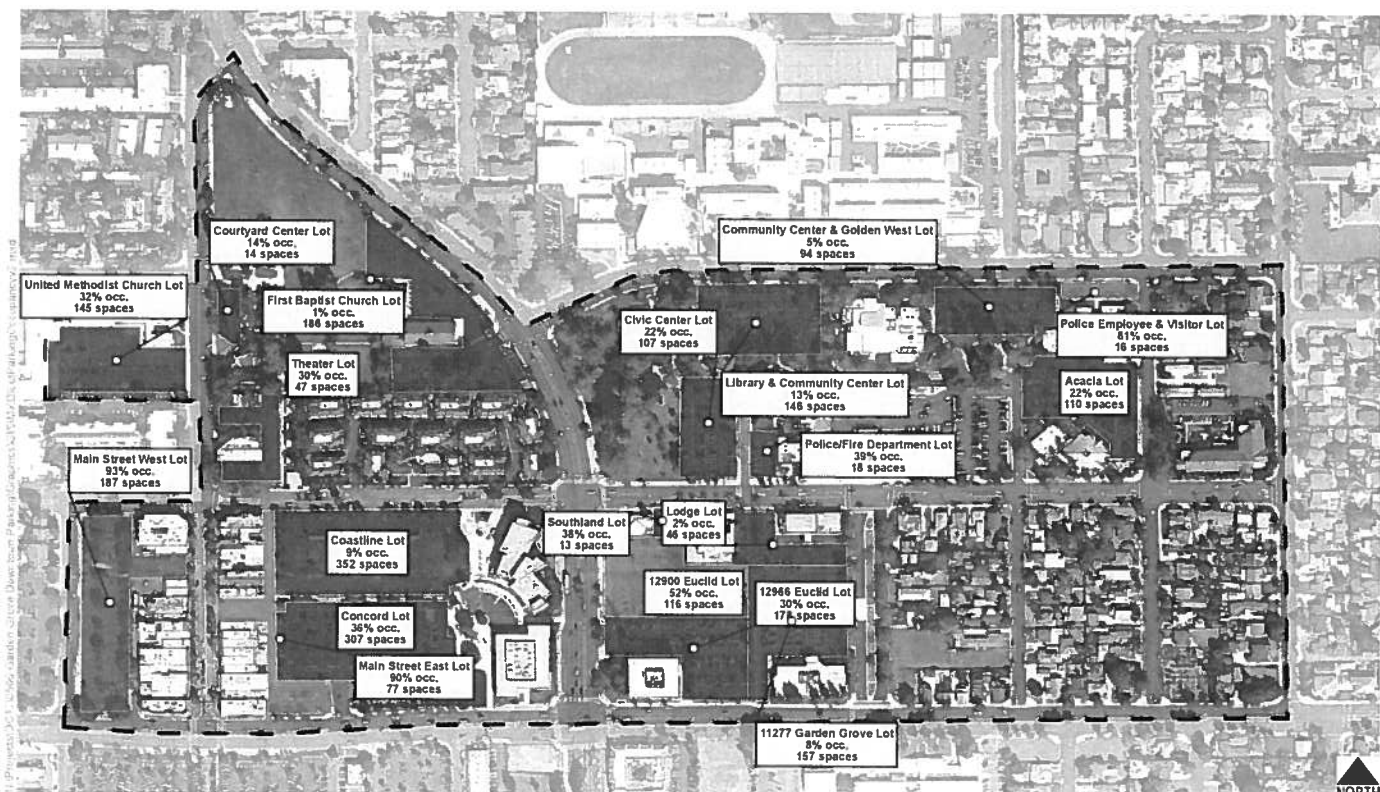 Courtyard Center Lot
14% occ.
14 spaces
Community Center & Golden West Lot
5% occ.
94 spaces
United Methodist Church Lot
32% occ.
145 spaces
First Baptist Church Lot
1% occ.
186 spaces
Civic Center Lot
22% occ.
107 spaces
Police Employee & Visitor Lot
81% occ.
16 spaces
Theater Lot
30% occ.
47 spaces
Library & Community Center Lot
13% occ.
146 spaces
Acacia Lot
22% occ.
110 spaces
Police/Fire Department Lot
39% occ.
18 spaces
Main Street West Lot
93% occ.
187 spaces
Lodge Lot
2% occ.
46 spaces
Southland Lot
38% occ.
13 spaces
Coastline Lot
9% occ.
352 spaces
12900 Euclid Lot
52% occ.
116 spaces
12966 Euclid Lot
30% occ.
spaces
Concord Lot
36% occ.
307 spaces
Main Street East Lot
90% occ.
77 spaces
11277 Garden Grove Lot
8% occ.
157 spaces
NORTH